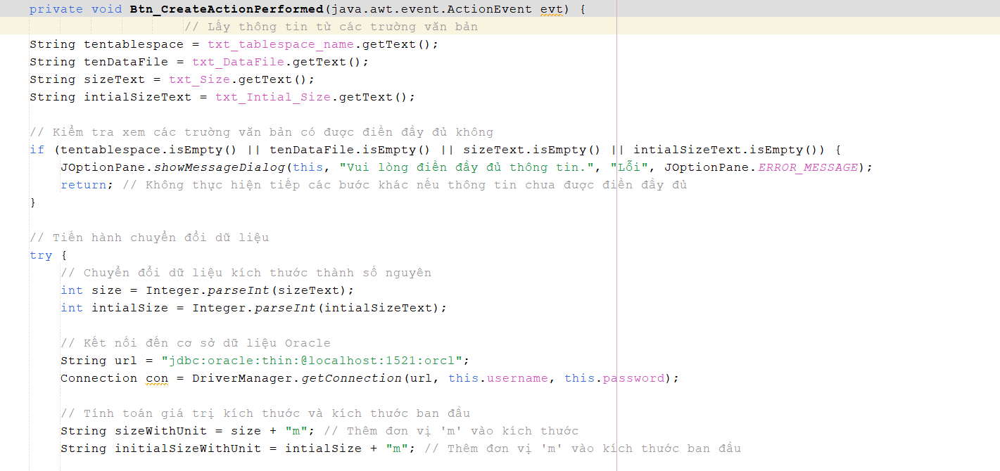 private void Btn_CreateActionPerformed(java.awt.event.ActionEvent evt) {
// Lấy thông tin từ các trường văn bản
String tentablespace = txt_tablespace_name.getText();
String tenDataFile = txt_DataFile.getText();
String sizeText = txt_Size.getText();
String intialSizeText = txt_Intial_Size.getText();
// Kiểm tra xem các trường văn bản có được điền đầy đủ không
if (tentablespace.isEmpty() || tenDataFile.isEmpty() || sizeText.isEmpty() || intialSizeText.isEmpty()) {
JOptionPane.showMessageDialog(this, "Vui lòng điền đầy đủ thông tin.", "Lỗi", JOptionPane.ERROR_MESSAGE);
return; // Không thực hiện tiếp các bước khác nếu thông tin chưa được điền đầy đủ
}
// Tiến hành chuyển đổi dữ liệu
try {
// Chuyển đổi dữ liệu kích thước thành số nguyên
int size = Integer.parseInt(sizeText);
int intialSize = Integer.parseInt(intialSizeText);
// Kết nối đến cơ sở dữ liệu Oracle
String url = "jdbc:oracle:thin:@localhost:1521:orcl";
Connection con = DriverManager.getConnection(url, this.username, this.password);
// Tính toán giá trị kích thước và kích thước ban đầu
String sizeWithUnit = size + "m"; // Thêm đơn vị 'm' vào kích thước
String initialSizeWithUnit = intialSize + "m"; // Thêm đơn vị 'm' vào kích thước ban đầu